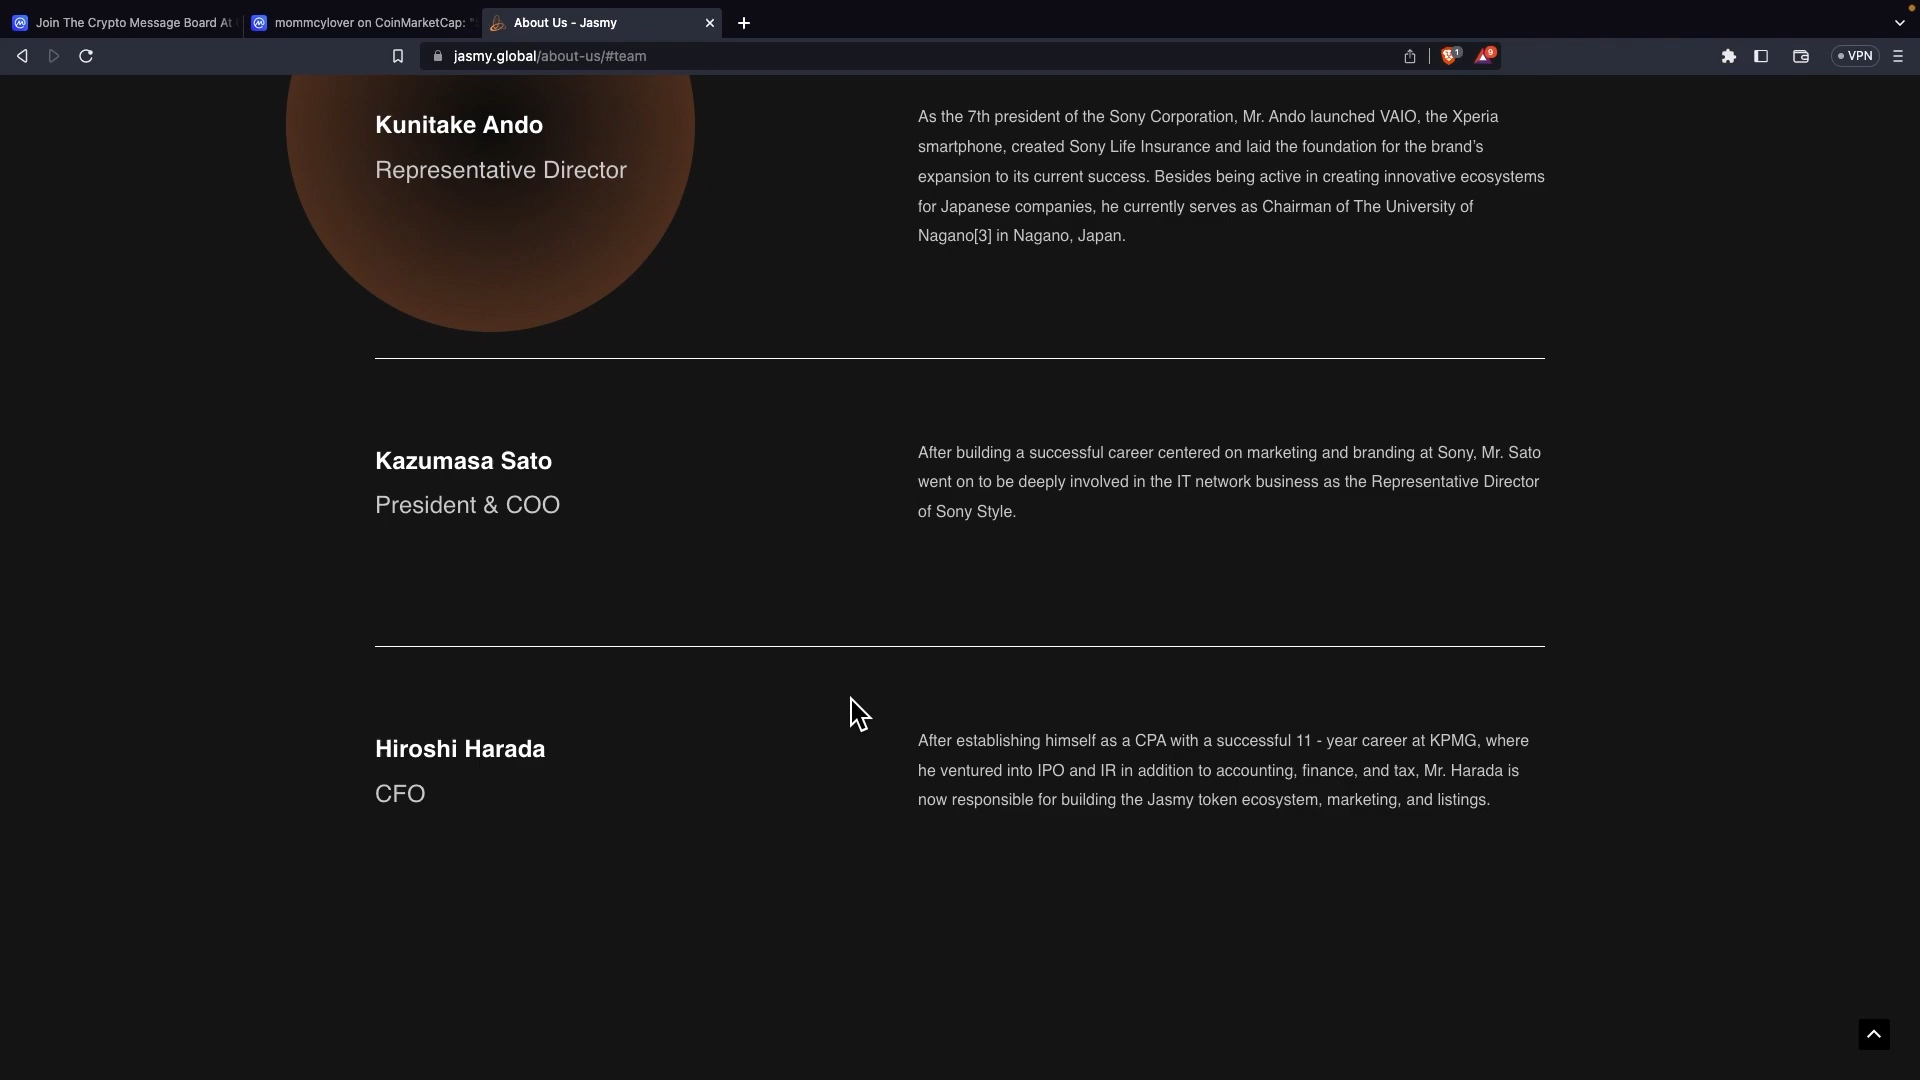 Join The Crypto Message Board At
mommcylover on CoinMarketCap: "
About Us - Jasmy
jasmy.global/about-us/#team
1
9
VPN
Kunitake Ando
Representative Director
As the 7th president of the Sony Corporation, Mr. Ando launched VAIO, the Xperia
smartphone, created Sony Life Insurance and laid the foundation for the brand’s
expansion to its current success. Besides being active in creating innovative ecosystems
for Japanese companies, he currently serves as Chairman of The University of
Nagano[3] in Nagano, Japan.
Kazumasa Sato
President & COO
After building a successful career centered on marketing and branding at Sony, Mr. Sato
went on to be deeply involved in the IT network business as the Representative Director
of Sony Style.
Hiroshi Harada
CFO
After establishing himself as a CPA with a successful 11 - year career at KPMG, where
he ventured into IPO and IR in addition to accounting, finance, and tax, Mr. Harada is
now responsible for building the Jasmy token ecosystem, marketing, and listings.